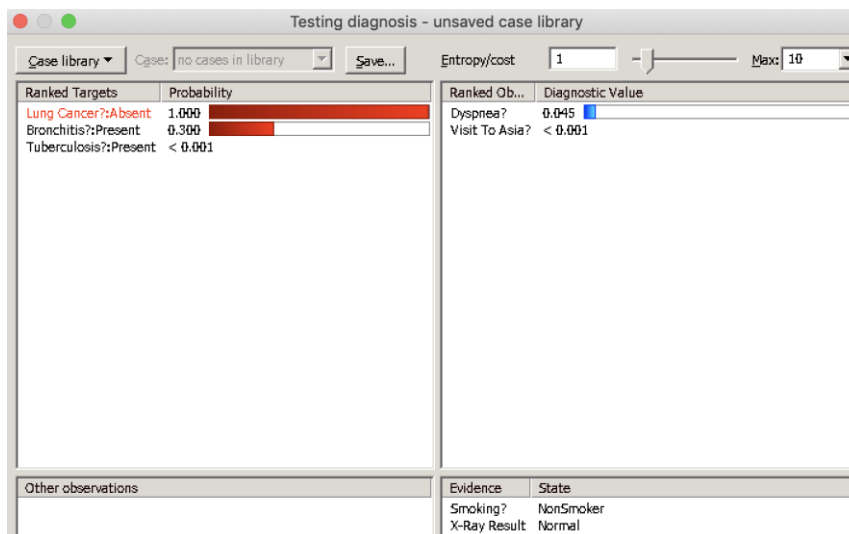 Testing diagnosis - unsaved case library
Case library Case: no cases in library Save... Entropy/cost 1 Max: 10
Ranked Targets Probability
Lung Cancer?:Absent 1.000
Bronchitis?:Present 0.300
Tuberculosis?:Present < 0.001
Ranked Ob... Diagnostic Value
Dyspnea? 0.045
Visit To Asia? < 0.001
Other observations
Evidence State
Smoking? NonSmoker
X-Ray Result Normal